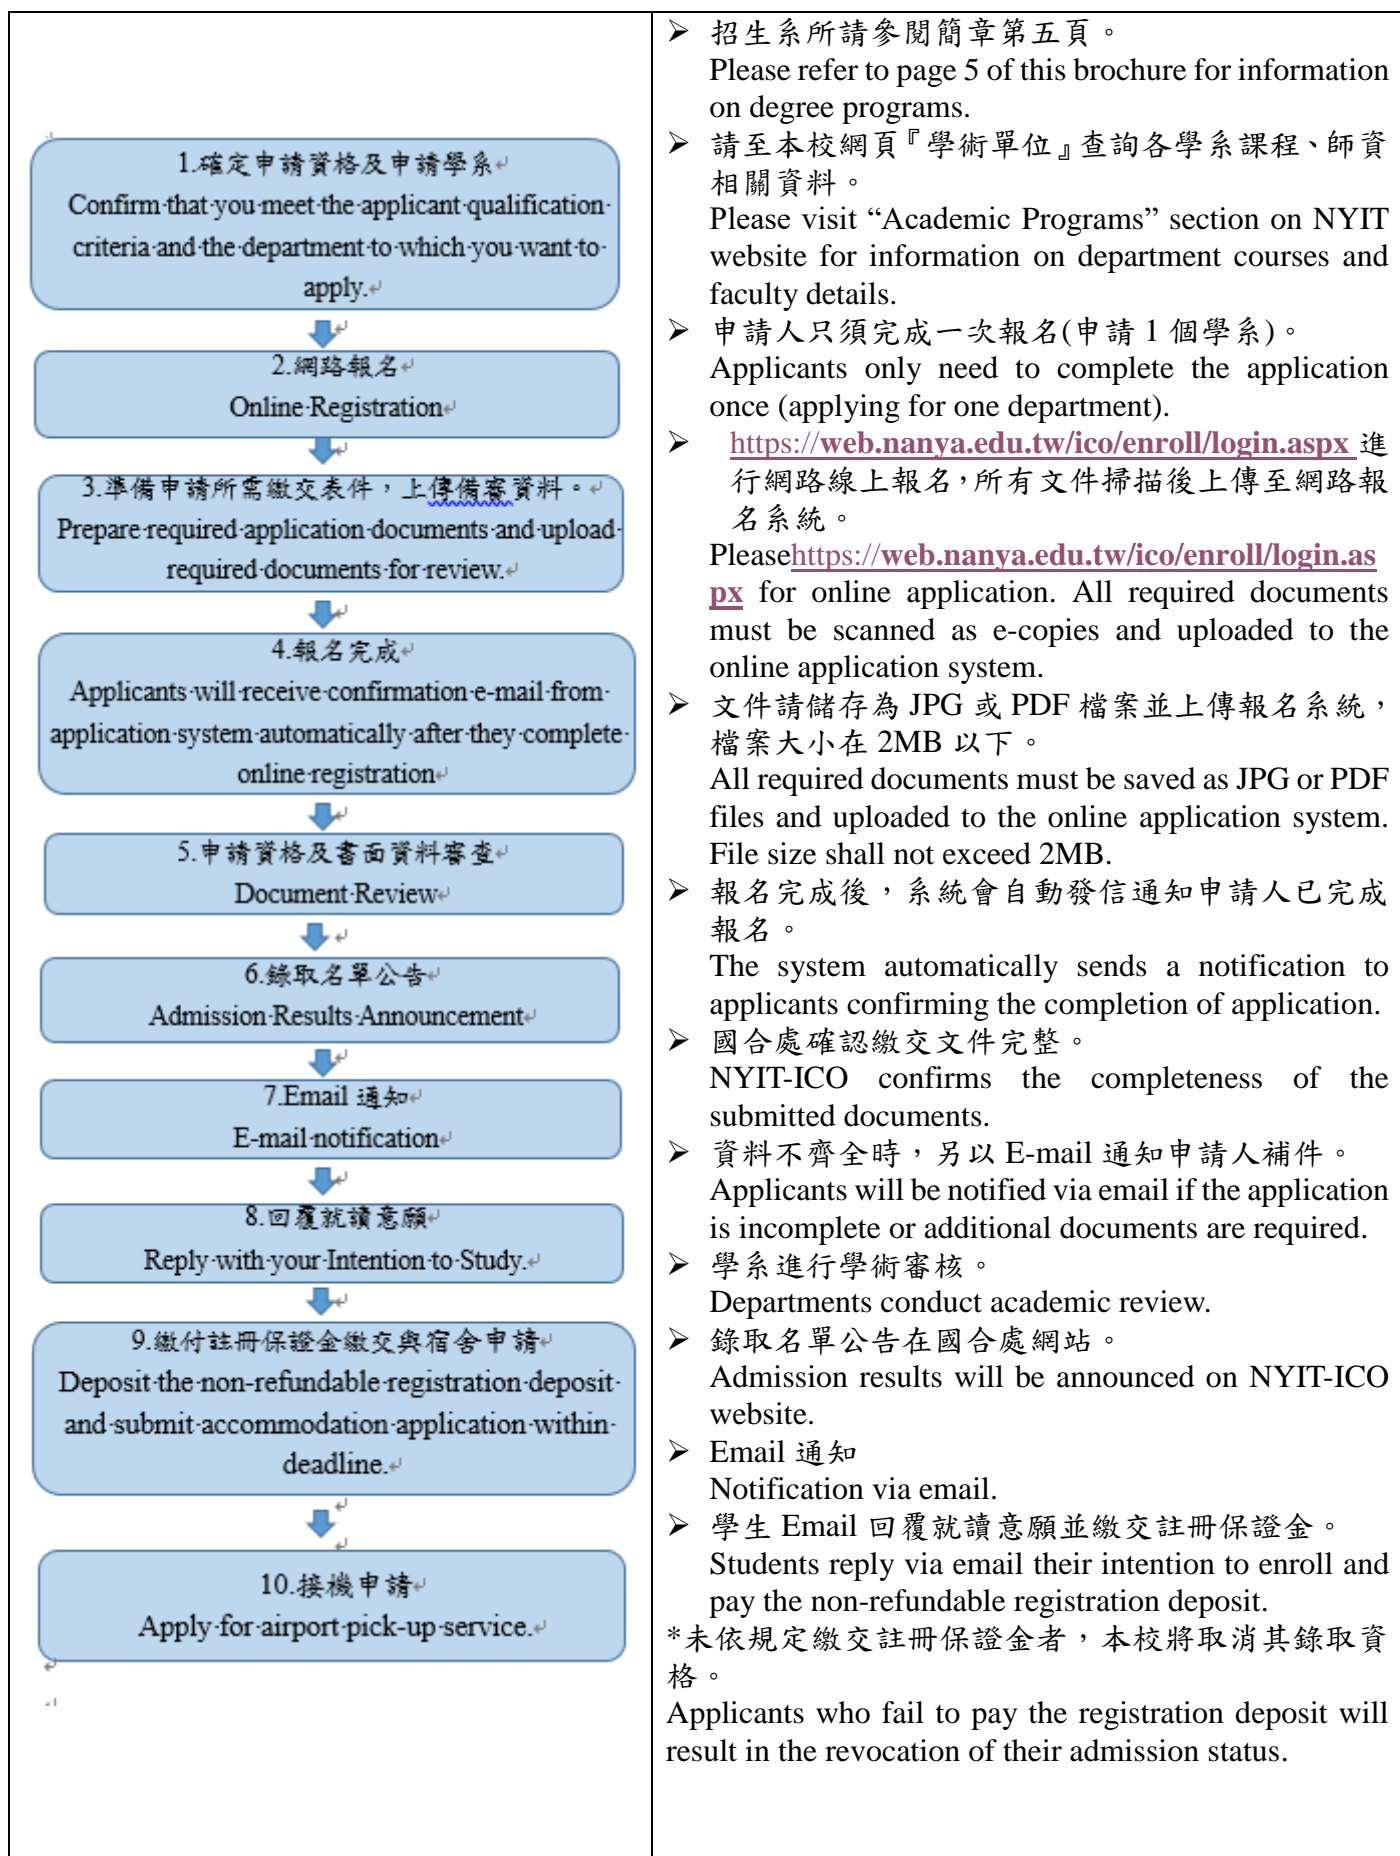 1.確定申請資格及申請學系
Confirm that you meet the applicant qualification
criteria and the department to which you want to
apply.
2.網路報名
Online Registration
3.準備申請所需繳交表件，上傳備審資料。
Prepare required application documents and upload
required documents for review.
4.報名完成
Applicants will receive confirmation e-mail from
application system automatically after they complete
online registration
5.申請資格及書面資料審查
Document Review
6.錄取名單公告
Admission Results Announcement
7.Email 通知
E-mail notification
8.回覆就讀意願
Reply with your Intention to Study.
9.繳付註冊保證金繳交與宿舍申請
Deposit the non-refundable registration deposit
and submit accommodation application within
deadline.
10.接機申請
Apply for airport pick-up service.
➢ 招生系所請參閱簡章第五頁。
Please refer to page 5 of this brochure for information
on degree programs.
➢ 請至本校網頁『學術單位』查詢各學系課程、師資
相關資料。
Please visit “Academic Programs” section on NYIT
website for information on department courses and
faculty details.
➢ 申請人只須完成一次報名(申請 1 個學系)。
Applicants only need to complete the application
once (applying for one department).
➢ https://web.nanya.edu.tw/ico/enroll/login.aspx 進
行網路線上報名，所有文件掃描後上傳至網路報
名系統。
Pleasehttps://web.nanya.edu.tw/ico/enroll/login.as
px for online application. All required documents
must be scanned as e-copies and uploaded to the
online application system.
➢ 文件請儲存為 JPG 或 PDF 檔案並上傳報名系統，
檔案大小在 2MB 以下。
All required documents must be saved as JPG or PDF
files and uploaded to the online application system.
File size shall not exceed 2MB.
➢ 報名完成後，系統會自動發信通知申請人已完成
報名。
The system automatically sends a notification to
applicants confirming the completion of application.
➢ 國合處確認繳交文件完整。
NYIT-ICO confirms the completeness of the
submitted documents.
➢ 資料不齊全時，另以 E-mail 通知申請人補件。
Applicants will be notified via email if the application
is incomplete or additional documents are required.
➢ 學系進行學術審核。
Departments conduct academic review.
➢ 錄取名單公告在國合處網站。
Admission results will be announced on NYIT-ICO
website.
➢ Email 通知
Notification via email.
➢ 學生 Email 回覆就讀意願並繳交註冊保證金。
Students reply via email their intention to enroll and
pay the non-refundable registration deposit.
*未依規定繳交註冊保證金者，本校將取消其錄取資
格。
Applicants who fail to pay the registration deposit will
result in the revocation of their admission status.